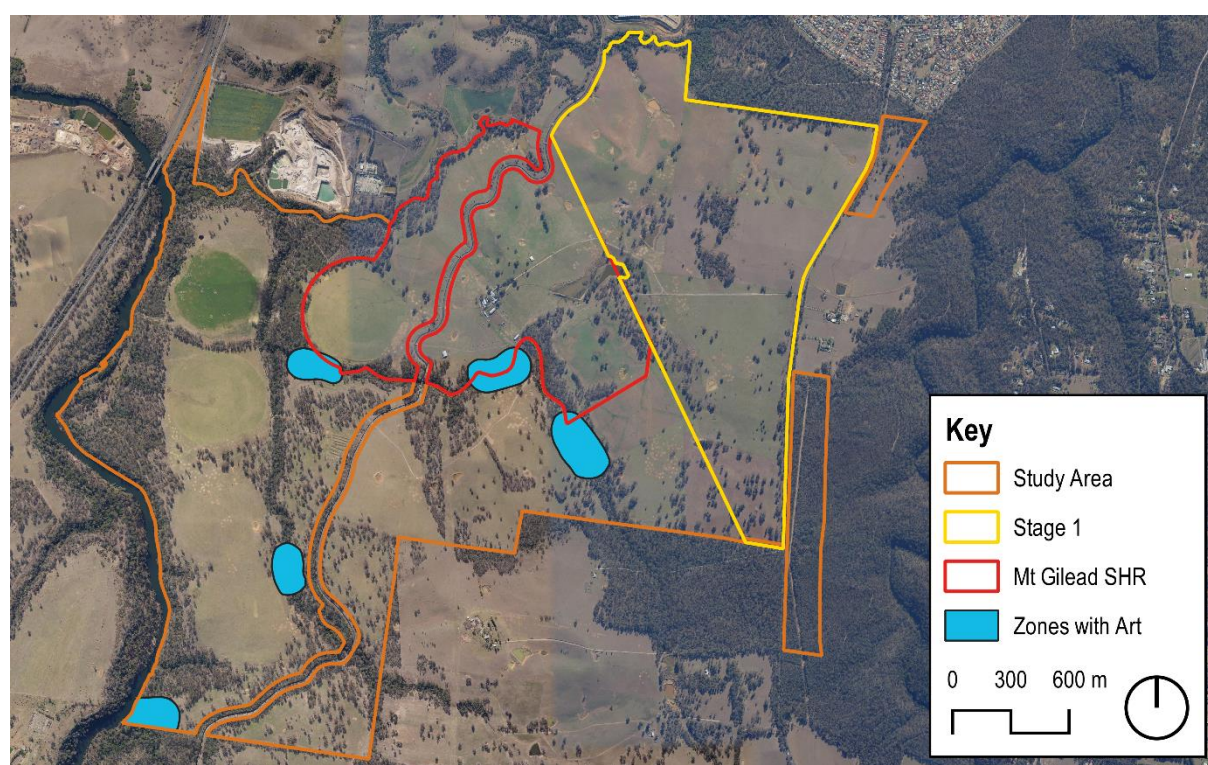 Key
Study Area
Stage 1
Mt Gilead SHR
Zones with Art
0 300 600 m